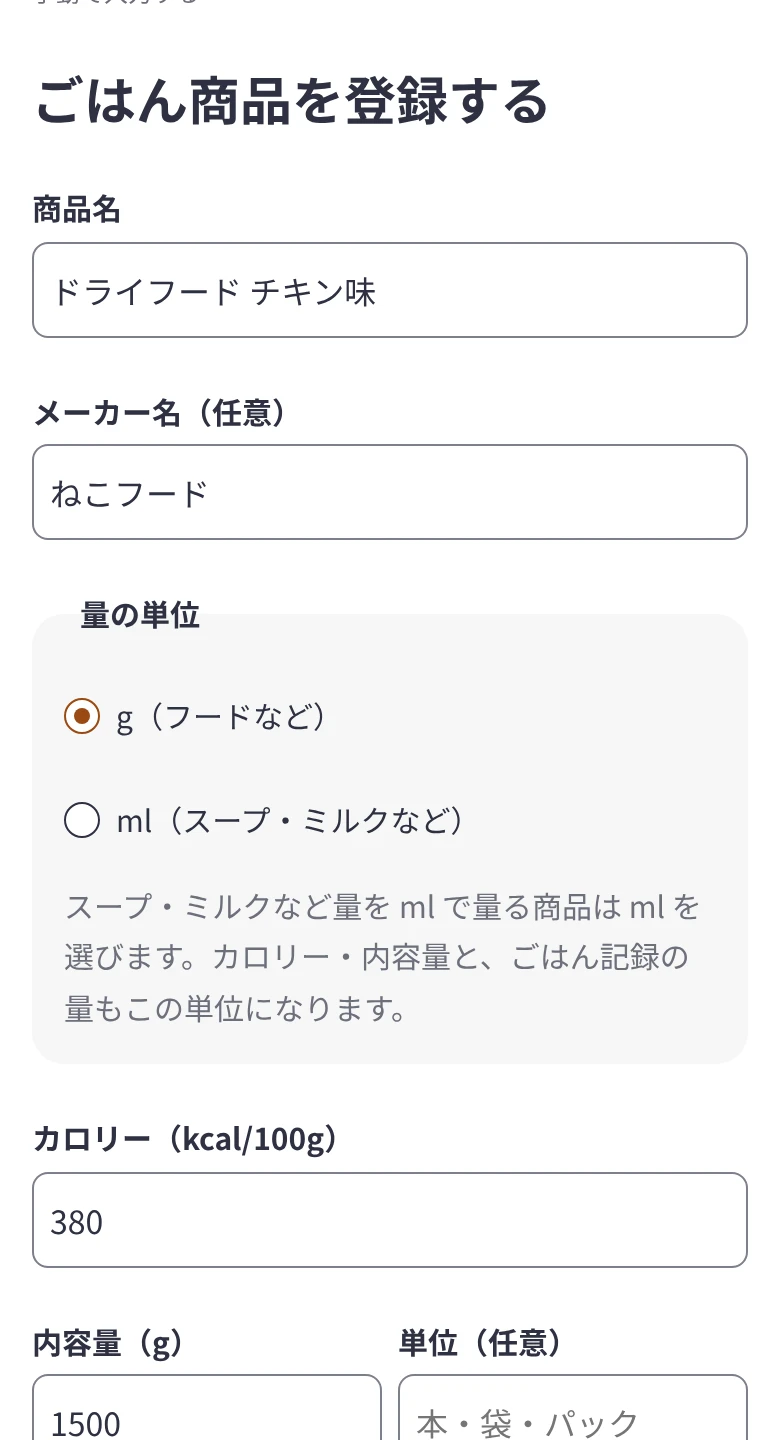 ごはん商品を登録する
商品名
ドライフード チキン味
メーカー名（任意）
ねこフード
量の単位
g（フードなど）
ml（スープ・ミルクなど）
スープ・ミルクなど量を ml で量る商品は ml を
選びます。カロリー・内容量と、ごはん記録の
量もこの単位になります。
カロリー（kcal/100g）
380
内容量（g）
単位（任意）
1500
本・袋・パック